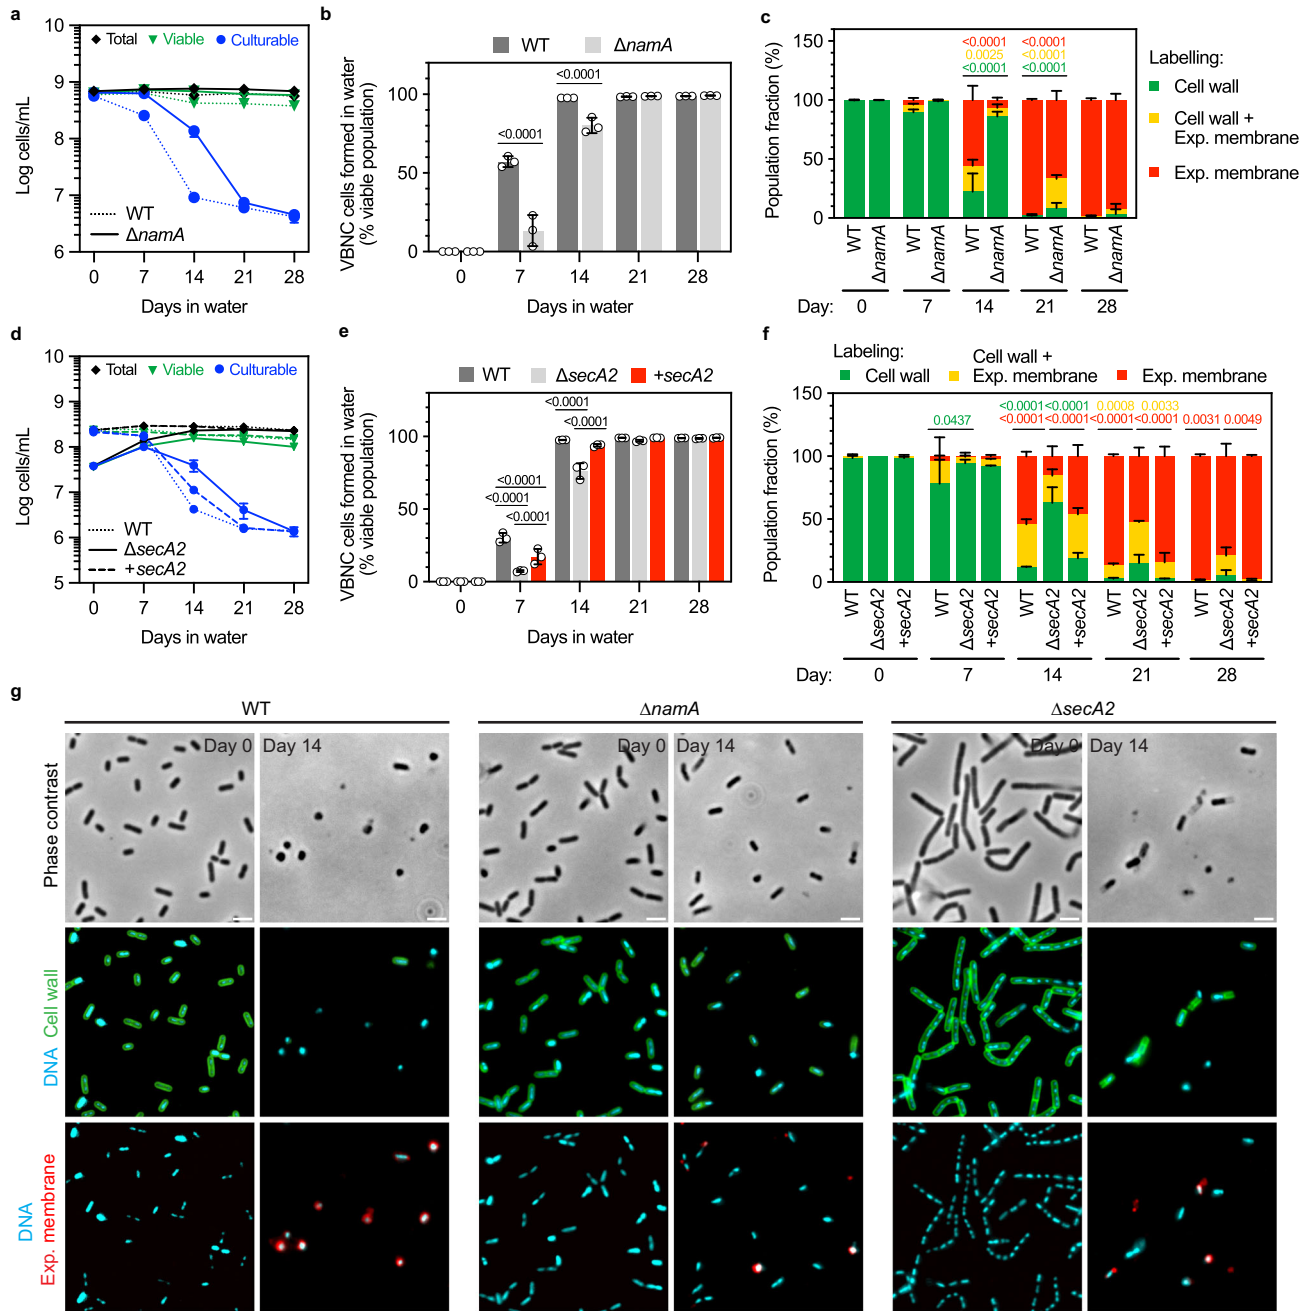 a
10
9
8
7
6
Log cells/mL
Total
Viable
Culturable
WT
ΔnamA
0 7 14 21 28
Days in water
b
WT
ΔnamA
VBNC cells formed in water
(% viable population)
100
50
0
<0.0001
<0.0001
0 7 14 21 28
Days in water
c
Population fraction (%)
150
100
50
0
<0.0001 <0.0001
0.0025 <0.0001
<0.0001 <0.0001
Labelling:
Cell wall
Cell wall +
Exp. membrane
Exp. membrane
WT ΔnamA WT ΔnamA WT ΔnamA WT ΔnamA WT ΔnamA
Day: 0 7 14 21 28
d
10
9
8
7
6
5
Log cells/mL
Total
Viable
Culturable
WT
ΔsecA2
+secA2
0 7 14 21 28
Days in water
e
WT
ΔsecA2
+secA2
VBNC cells formed in water
(% viable population)
100
50
0
<0.0001
<0.0001
<0.0001
<0.0001
<0.0001
0 7 14 21 28
Days in water
f
Labeling:
Cell wall
Cell wall +
Exp. membrane
Exp. membrane
Population fraction (%)
150
100
50
0
0.0437
<0.0001 <0.0001 0.0008 0.0033
<0.0001 <0.0001 <0.0001 <0.0001 0.0031 0.0049
WT ΔsecA2 +secA2 WT ΔsecA2 +secA2 WT ΔsecA2 +secA2 WT ΔsecA2 +secA2 WT ΔsecA2 +secA2
Day: 0 7 14 21 28
g
WT
ΔnamA
ΔsecA2
Day 0 Day 14
Day 0 Day 14
Day 0 Day 14
Phase contrast
DNA Cell wall
DNA
Exp. membrane